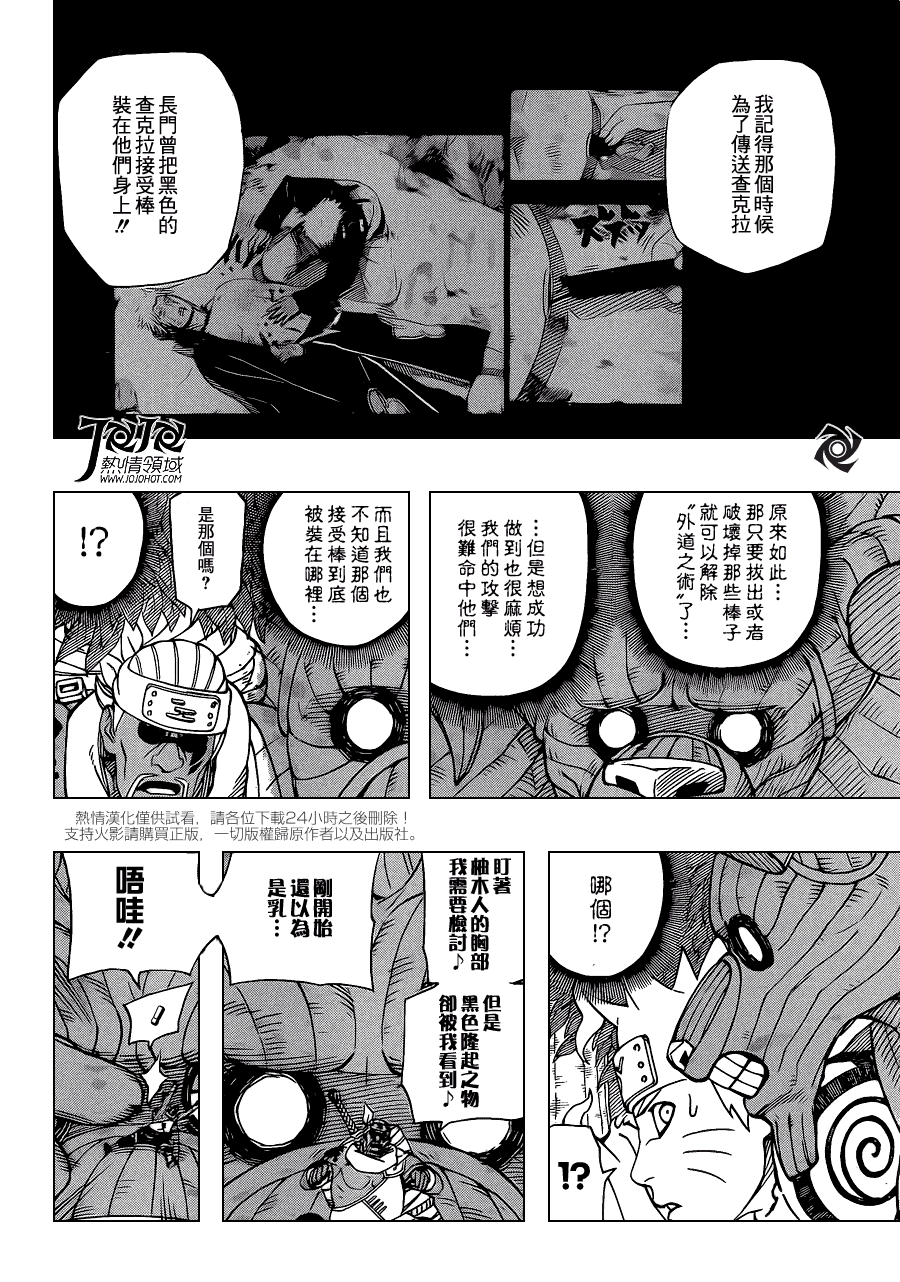 我記得那個時候
為了傳送查克拉
長門曾把黑色的
查克拉接受棒
裝在他們身上!!
JOJO
熱情領域
WWW.JOJOHOT.COM
原來如此…
那只要拔出或者
破壞掉那些棒子
就可以解除
〝外道之術〞了…
…但是想成功
做到也很麻煩…
我們的攻擊
很難命中他們…
而且我們也
不知道那個
接受棒到底
被裝在哪裡…
是那個嗎?
!?
熱情漢化僅供試看,請各位下載24小時之後刪除!
支持火影請購買正版,一切版權歸原作者以及出版社。
哪個!?
!?
盯著
柚木人的胸部
我需要檢討♪
但是
黑色隆起之物
卻被我看到♪
剛開始
還以為
是乳…
!
唔哇!!